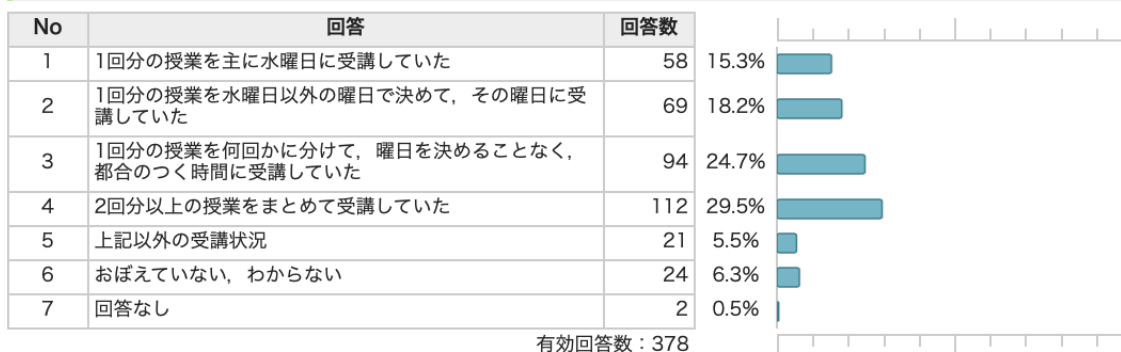 No 回答 回答数
1 1回分の授業を主に水曜日に受講していた 58 15.3%
2 1回分の授業を水曜日以外の曜日で決めて，その曜日に受
講していた 69 18.2%
3 1回分の授業を何回かに分けて，曜日を決めることなく，
都合のつく時間に受講していた 94 24.7%
4 2回分以上の授業をまとめて受講していた 112 29.5%
5 上記以外の受講状況 21 5.5%
6 おぼえていない，わからない 24 6.3%
7 回答なし 2 0.5%
有効回答数：378